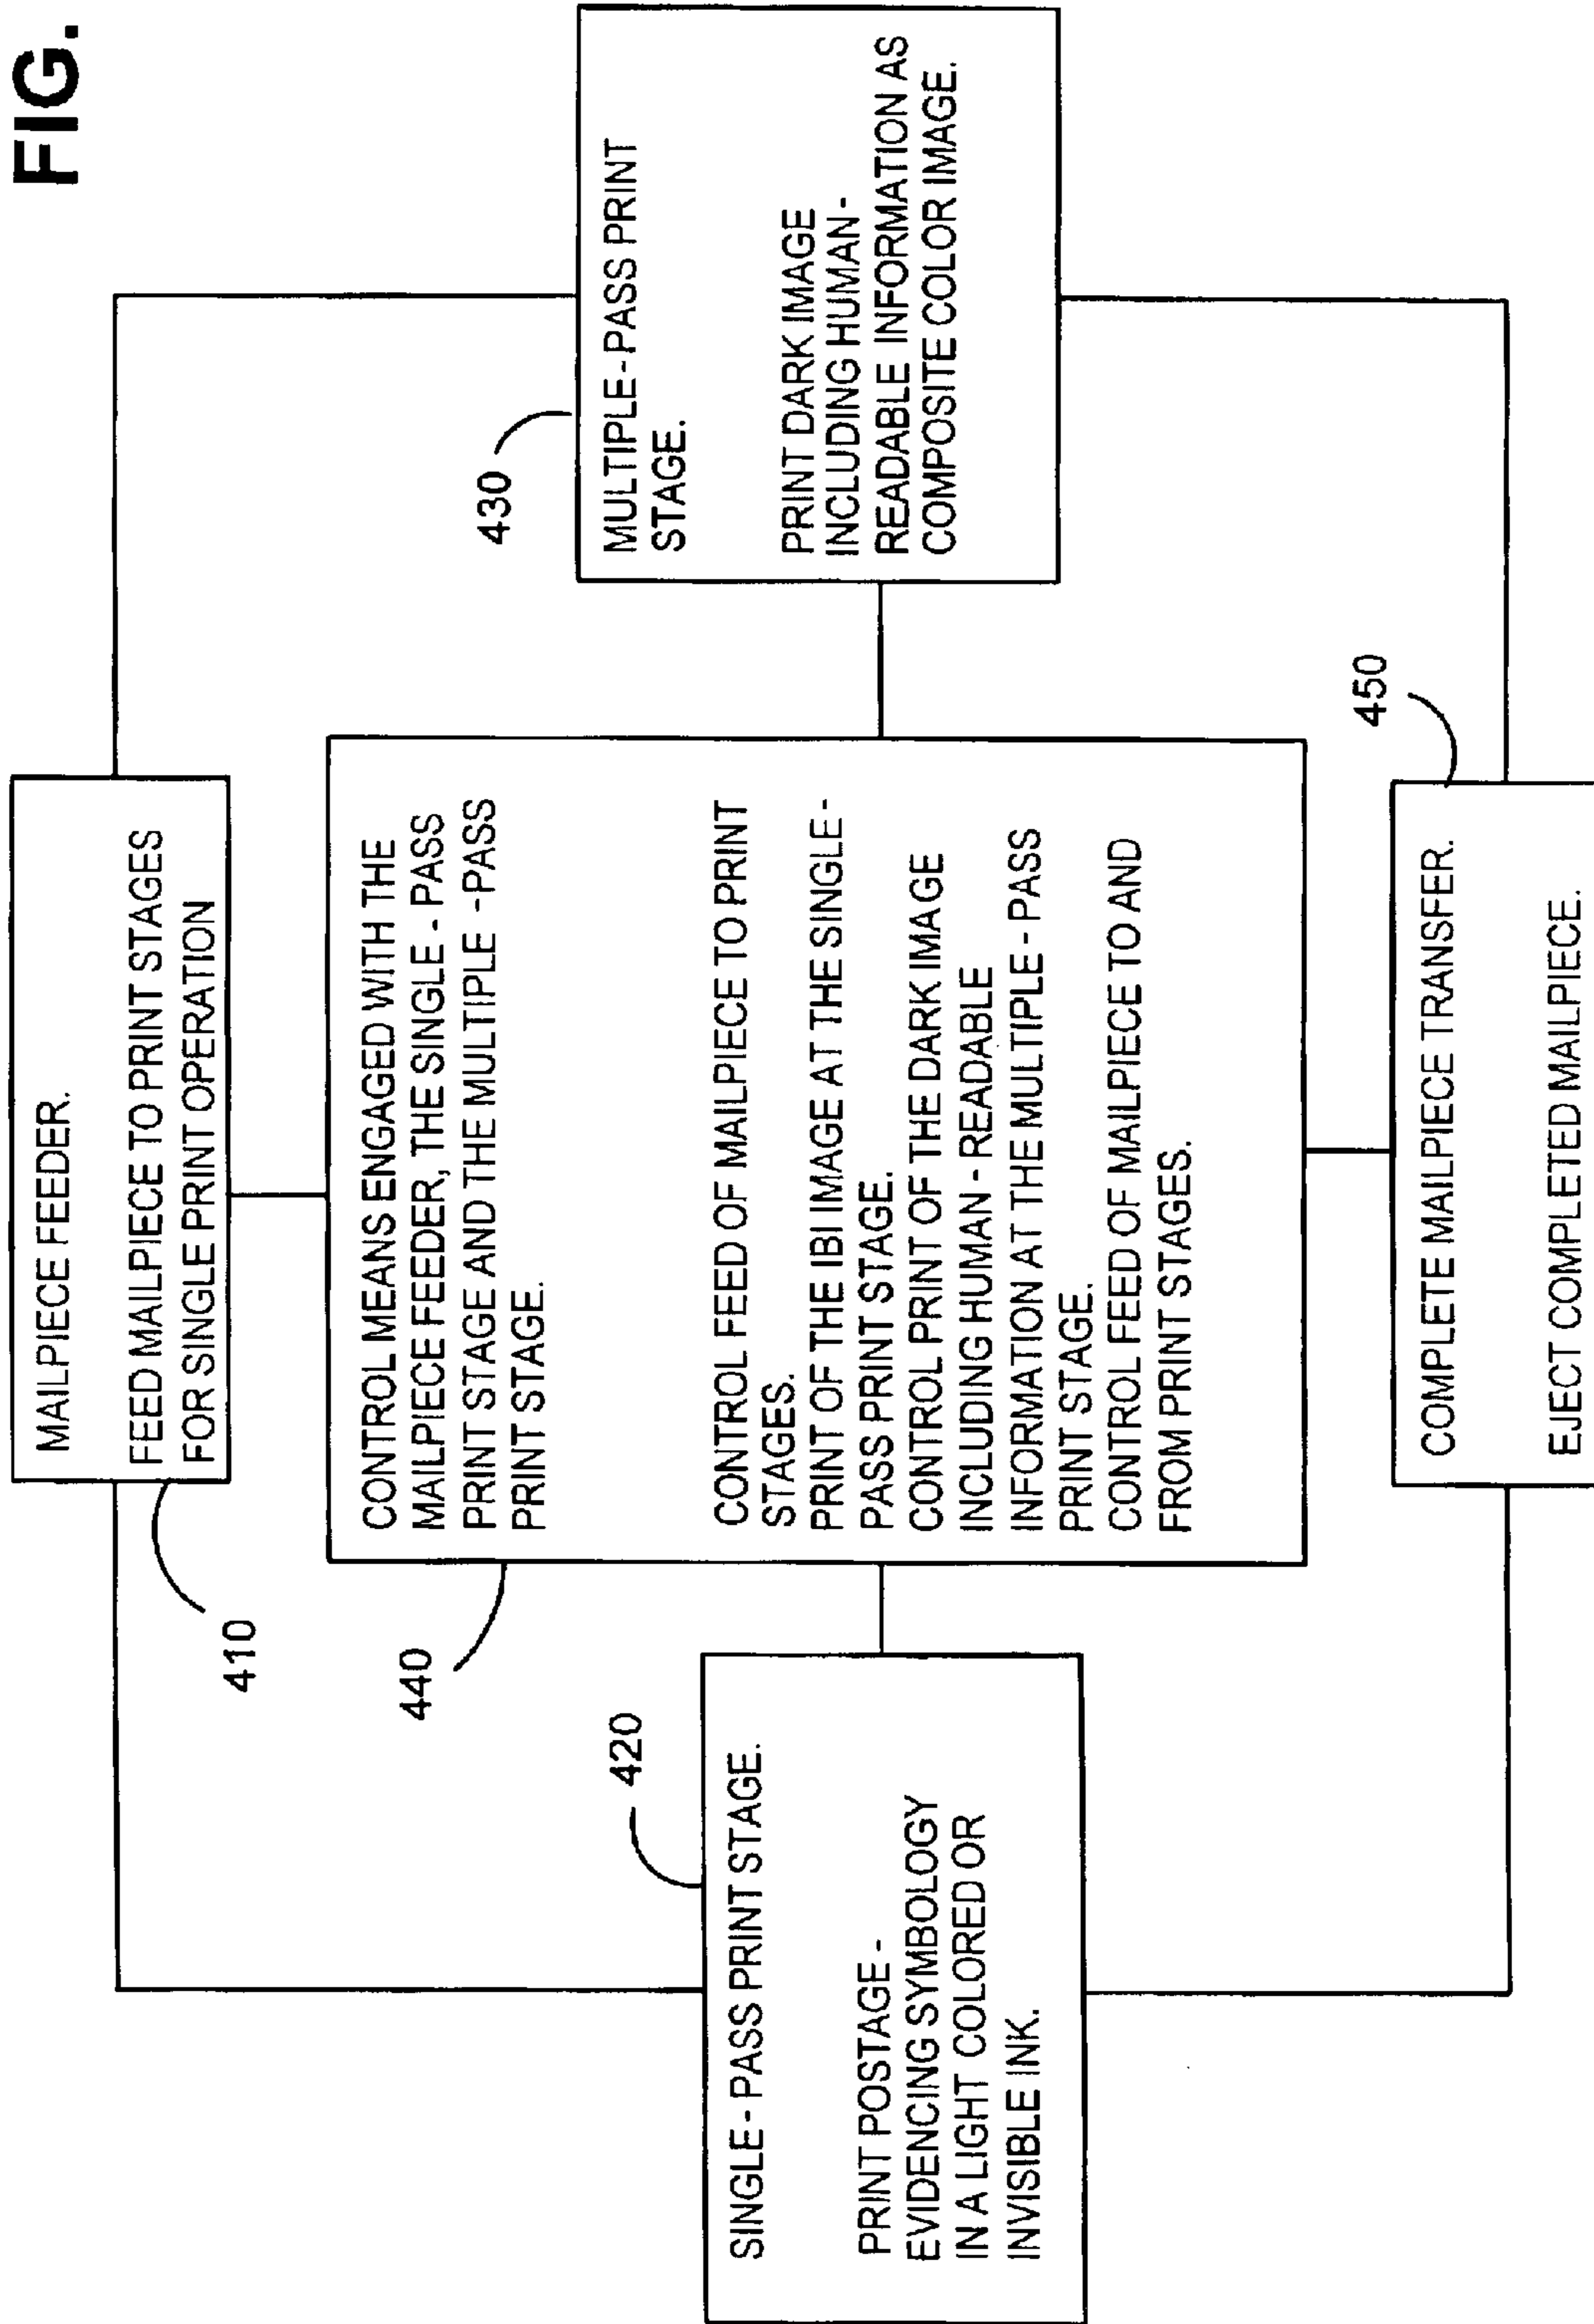 FIG.
MAILPIECE FEEDER.
FEED MAILPIECE TO PRINT STAGES
FOR SINGLE PRINT OPERATION
410
CONTROL MEANS ENGAGED WITH THE
MAILPIECE FEEDER, THE SINGLE - PASS
PRINT STAGE AND THE MULTIPLE -PASS
PRINT STAGE.
CONTROL FEED OF MAILPIECE TO PRINT
STAGES.
PRINT OF THE IBI IMAGE AT THE SINGLE -
PASS PRINT STAGE.
CONTROL PRINT OF THE DARK IMAGE
INCLUDING HUMAN - READABLE
INFORMATION AT THE MULTIPLE - PASS
PRINT STAGE.
CONTROL FEED OF MAILPIECE TO AND
FROM PRINT STAGES.
440
420
SINGLE - PASS PRINT STAGE.
PRINT POSTAGE -
EVIDENCING SYMBOLOGY
IN A LIGHT COLORED OR
INVISIBLE INK.
430
MULTIPLE - PASS PRINT
STAGE.
PRINT DARK IMAGE
INCLUDING HUMAN -
READABLE INFORMATION AS
COMPOSITE COLOR IMAGE.
450
COMPLETE MAILPIECE TRANSFER.
EJECT COMPLETED MAILPIECE.